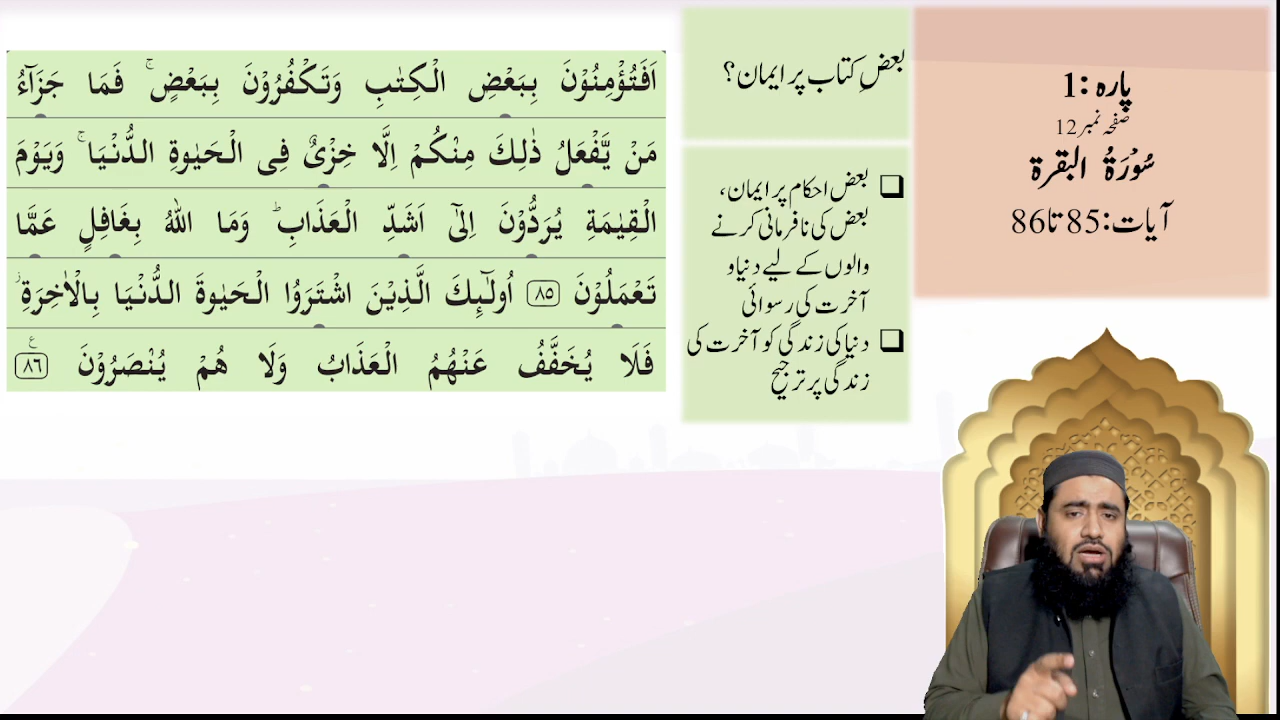 پارہ :1
صفحہ نمبر 12
سُوْرَۃُ البقرۃ
آیات:85 تا 86
بعضِ کتاب پر ایمان؟
بعض احکام پر ایمان،
بعض کی نافرمانی کرنے
والوں کے لیے دنیا و
آخرت کی رسوائی
دنیا کی زندگی کو آخرت کی
زندگی پر ترجیح
اَفَتُؤْمِنُوْنَ بِبَعْضِ الْكِتٰبِ وَتَكْفُرُوْنَ بِبَعْضٍ ۚ فَمَا جَزَآءُ
مَنْ يَّفْعَلُ ذٰلِكَ مِنْكُمْ اِلَّا خِزْىٌ فِى الْحَيٰوةِ الدُّنْيَا ۚ وَيَوْمَ
الْقِيٰمَةِ يُرَدُّوْنَ اِلٰٓى اَشَدِّ الْعَذَابِ ؕ وَمَا اللّٰهُ بِغَافِلٍ عَمَّا
تَعْمَلُوْنَ ۸۵ اُولٰٓئِكَ الَّذِيْنَ اشْتَرَوُا الْحَيٰوةَ الدُّنْيَا بِالْاٰخِرَةِ ؗ
فَلَا يُخَفَّفُ عَنْهُمُ الْعَذَابُ وَلَا هُمْ يُنْصَرُوْنَ ۸۶ ع